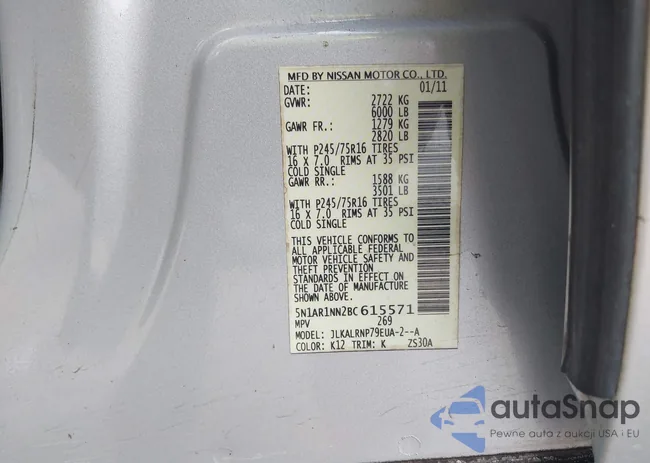 MFD BY NISSAN MOTOR CO., LTD.
DATE: 01/11
GVWR: 2722 KG
6000 LB
GAWR FR.: 1279 KG
2820 LB
WITH P245/75R16 TIRES
16 X 7.0 RIMS AT 35 PSI
COLD SINGLE
GAWR RR.: 1588 KG
3501 LB
WITH P245/75R16 TIRES
16 X 7.0 RIMS AT 35 PSI
COLD SINGLE
THIS VEHICLE CONFORMS TO
ALL APPLICABLE FEDERAL
MOTOR VEHICLE SAFETY AND
THEFT PREVENTION
STANDARDS IN EFFECT ON
THE DATE OF MANUFACTURE
SHOWN ABOVE.
5N1AR1NN2BC615571
MPV 269
MODEL: JLKALRNP79EUA-2--A
COLOR: K12 TRIM: K ZS30A
autaSnap
Pewne auta z aukcji USA i EU